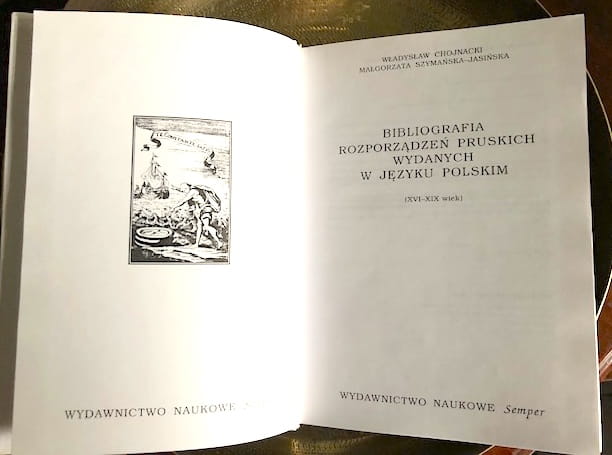 WYDAWNICTWO NAUKOWE
WŁADYSŁAW CHOJNACKI
MAŁGORZATA SZYMAŃSKA-JASIŃSKA
BIBLIOGRAFIA
ROZPORZĄDZEŃ PRUSKICH
WYDANYCH
W JĘZYKU POLSKIM
(XVI-XIX wiek)
WYDAWNICTWO NAUKOWE Semper